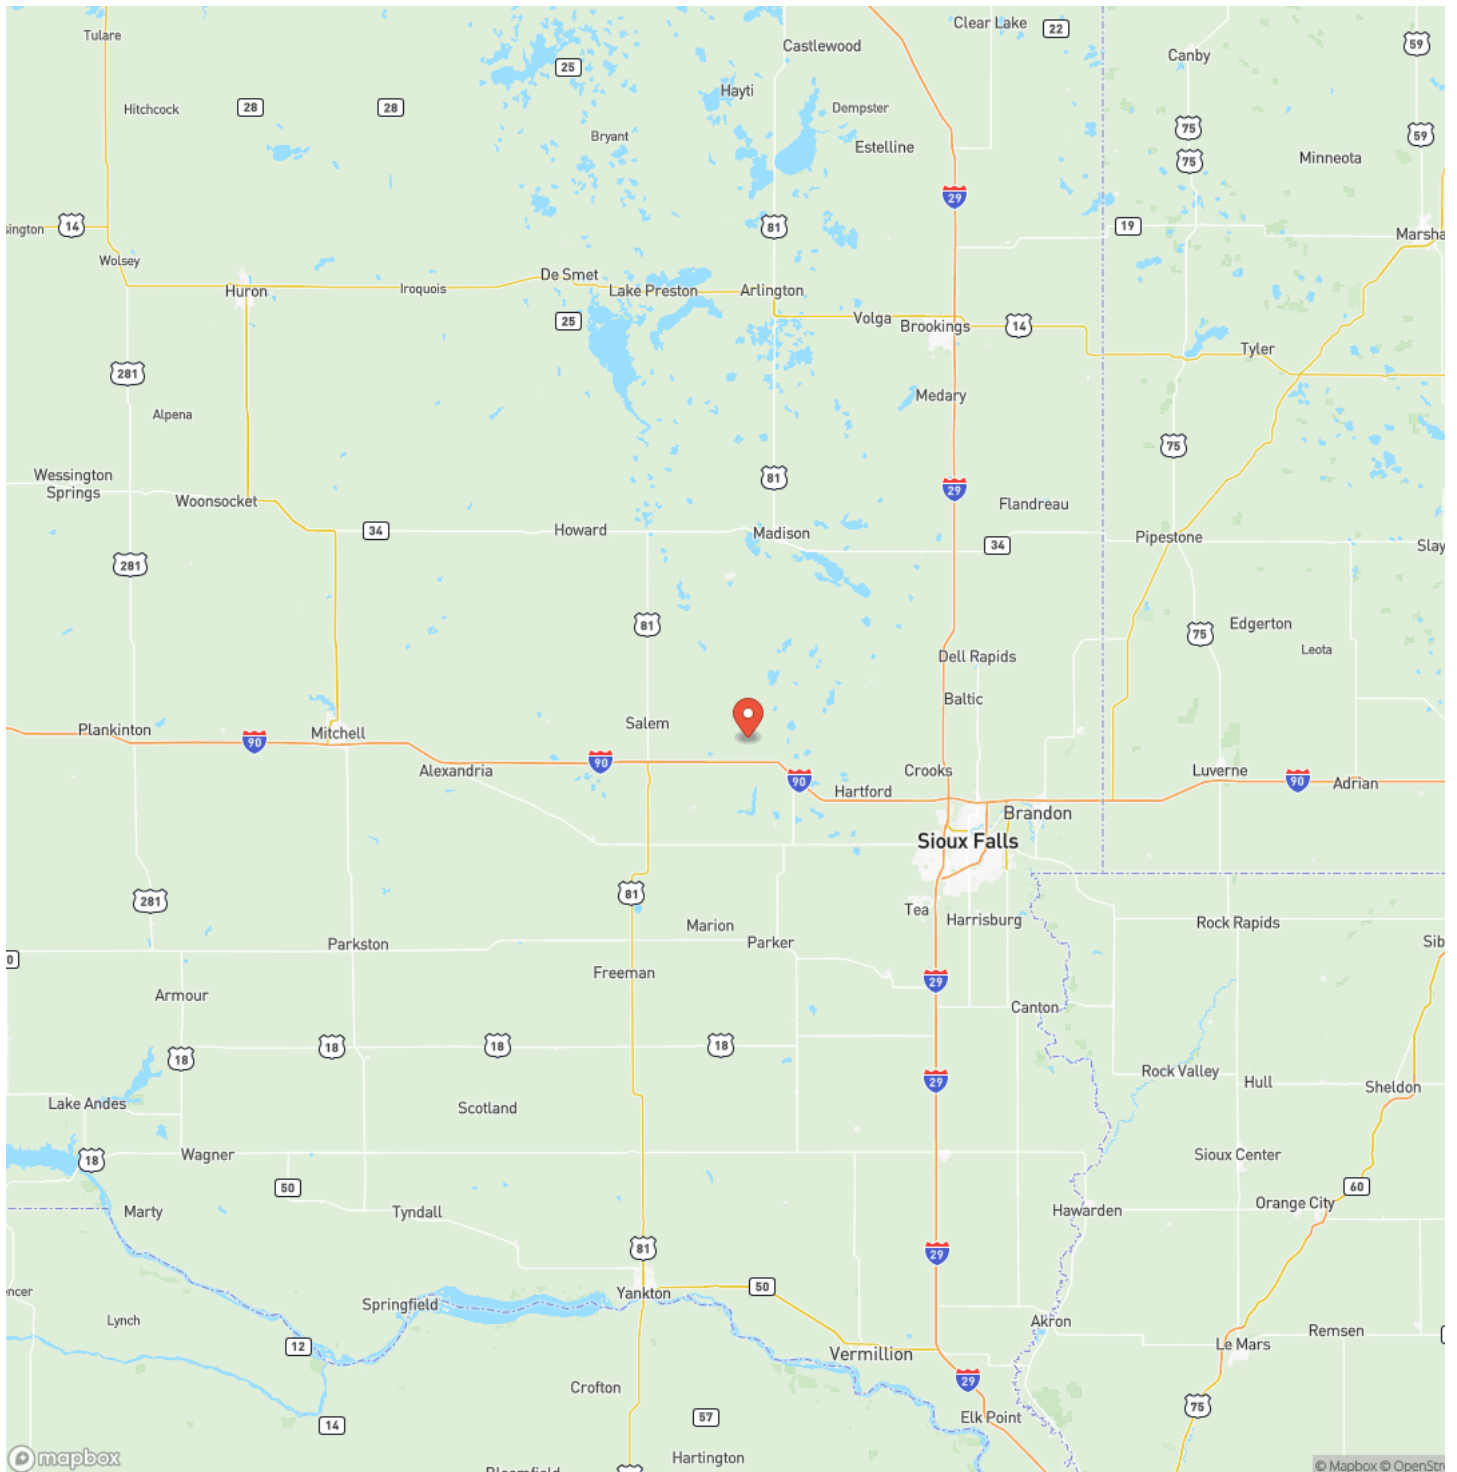 Clear Lake
22
Tulare
Castlewood
59
Canby
25
Hayti
Hitchcock
28
28
Dempster
75
59
Bryant
Estelline
75
Minneota
29
sington
14
81
19
Marsha
Wolsey
De Smet
Huron
Iroquois
Lake Preston
Arlington
25
Volga
Brookings
14
Tyler
281
Medary
Alpena
75
Wessington
Springs
81
29
Woonsocket
Flandreau
34
Howard
Madison
34
Pipestone
Slay
281
81
75
Edgerton
Leota
Dell Rapids
Baltic
Salem
Plankinton
90
Mitchell
90
Alexandria
90
Crooks
Luverne
90
Adrian
Hartford
Brandon
Sioux Falls
281
81
Tea
Harrisburg
Marion
Rock Rapids
Parkston
Parker
Sib
0
Freeman
29
Armour
Canton
18
18
18
18
Rock Valley
Hull
Sheldon
29
Lake Andes
Scotland
18
Wagner
Sioux Center
50
60
Marty
Tyndall
Hawarden
Orange City
81
29
Yankton
50
encer
Springfield
Lynch
Akron
Remsen
12
Le Mars
Vermillion
29
Crofton
57
Elk Point
75
14
Hartington
mapbox
© Mapbox © OpenStre